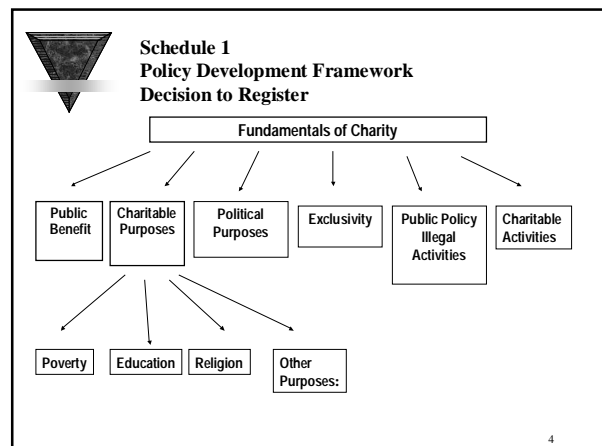 Schedule 1
Policy Development Framework
Decision to Register
Fundamentals of Charity
Public
Benefit
Charitable
Purposes
Political
Purposes
Exclusivity
Public Policy
Illegal
Activities
Charitable
Activities
Poverty
Education
Religion
Other
Purposes:
4